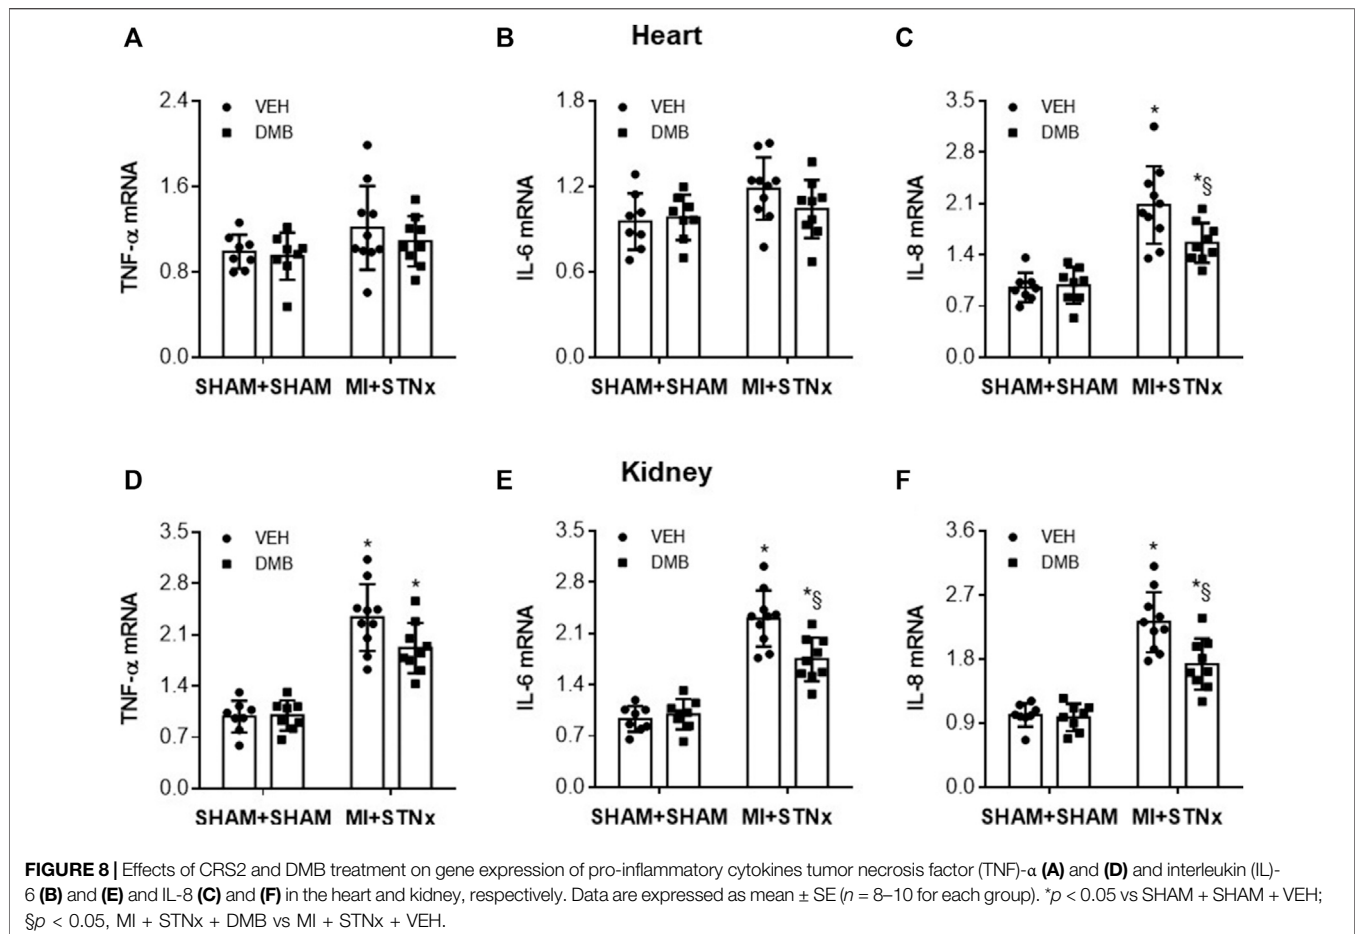 Heart
A
B
C
2.4
1.6
0.8
0.0
TNF-α mRNA
VEH
DMB
SHAM+SHAM MI+STNx
1.8
1.2
0.6
0.0
IL-6 mRNA
VEH
DMB
SHAM+SHAM MI+STNx
3.5
2.8
2.1
1.4
0.7
0.0
IL-8 mRNA
VEH
DMB
*
*§
SHAM+SHAM MI+STNx
Kidney
D
E
F
3.5
2.8
2.1
1.4
0.7
0.0
TNF-α mRNA
VEH
DMB
*
*
SHAM+SHAM MI+STNx
3.5
2.8
2.1
1.4
0.7
0.0
IL-6 mRNA
VEH
DMB
*
*§
SHAM+SHAM MI+STNx
3.6
2.7
1.8
0.9
0.0
IL-8 mRNA
VEH
DMB
*
*§
SHAM+SHAM MI+STNx
FIGURE 8 | Effects of CRS2 and DMB treatment on gene expression of pro-inflammatory cytokines tumor necrosis factor (TNF)-α (A) and (D) and interleukin (IL)-
6 (B) and (E) and IL-8 (C) and (F) in the heart and kidney, respectively. Data are expressed as mean ± SE (n = 8–10 for each group). *p < 0.05 vs SHAM + SHAM + VEH;
§p < 0.05, MI + STNx + DMB vs MI + STNx + VEH.